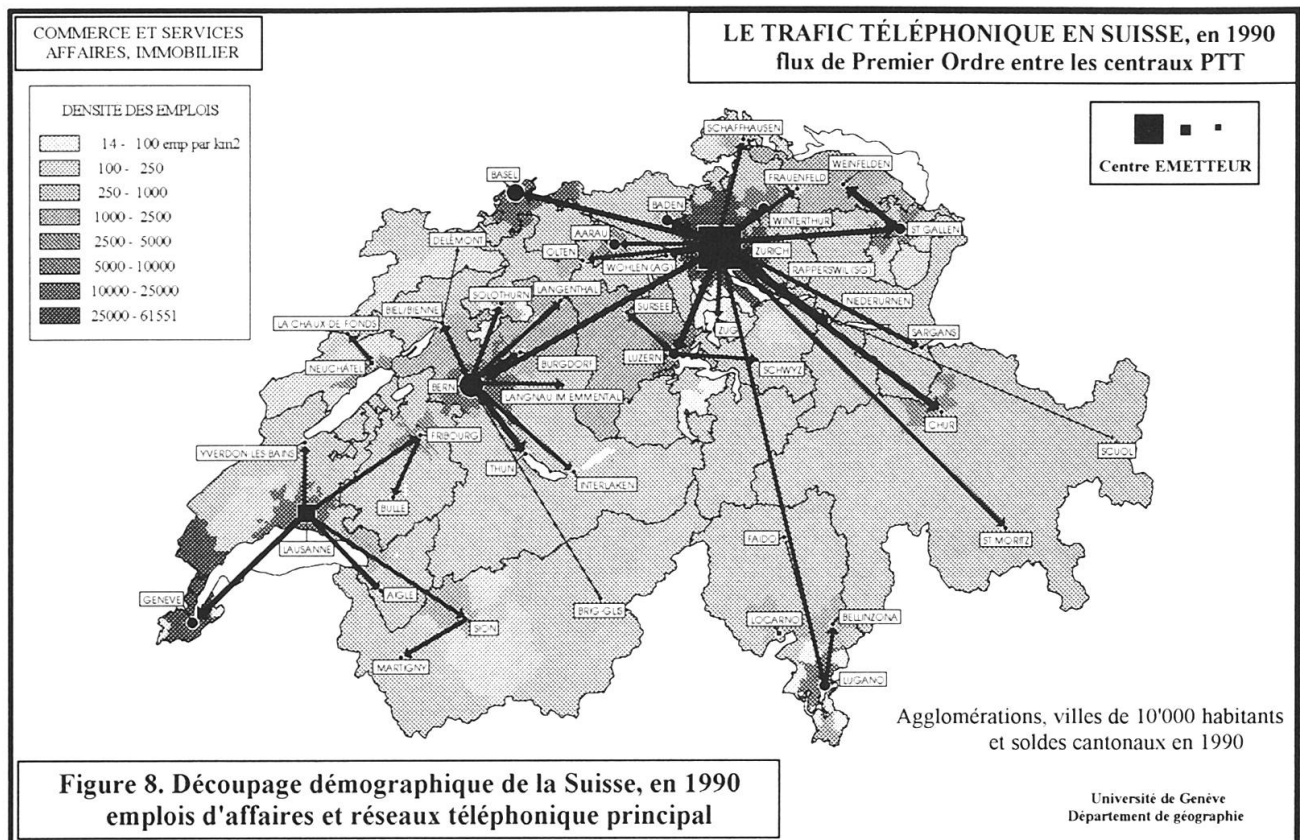 COMMERCE ET SERVICES
AFFAIRES, IMMOBILIER
LE TRAFIC TÉLÉPHONIQUE EN SUISSE, en 1990
flux de Premier Ordre entre les centraux PTT
DENSITE DES EMPLOIS
14 - 100 emp par km2
100 - 250
250 - 1000
1000 - 2500
2500 - 5000
5000 - 10000
10000 - 25000
25000 - 61551
Centre EMETTEUR
SCHAFFHAUSEN
WEINFELDEN
FRAUENFELD
BASEL
BADEN
WINTERTHUR
ST GALLEN
AARAU
DELÉMONT
OLTEN
ZURICH
WOHLEN (AG)
RAPPERSWIL (SG)
SOLOTHURN
LANGENTHAL
NIEDERURNEN
BIEL/BIENNE
SURSEE
LA CHAUX DE FONDS
ZUG
SARGANS
LUZERN
NEUCHÂTEL
BURGDORF
SCHWYZ
BERN
LANGNAU IM EMMENTAL
CHUR
FRIBOURG
SCUOL
YVERDON LES BAINS
THUN
INTERLAKEN
BULLE
ST MORITZ
FAIDO
LAUSANNE
AIGLE
GENEVE
BRIG-GLIS
LOCARNO
BELLINZONA
SION
MARTIGNY
LUGANO
Agglomérations, villes de 10'000 habitants
et soldes cantonaux en 1990
Figure 8. Découpage démographique de la Suisse, en 1990
emplois d'affaires et réseaux téléphonique principal
Université de Genève
Département de géographie